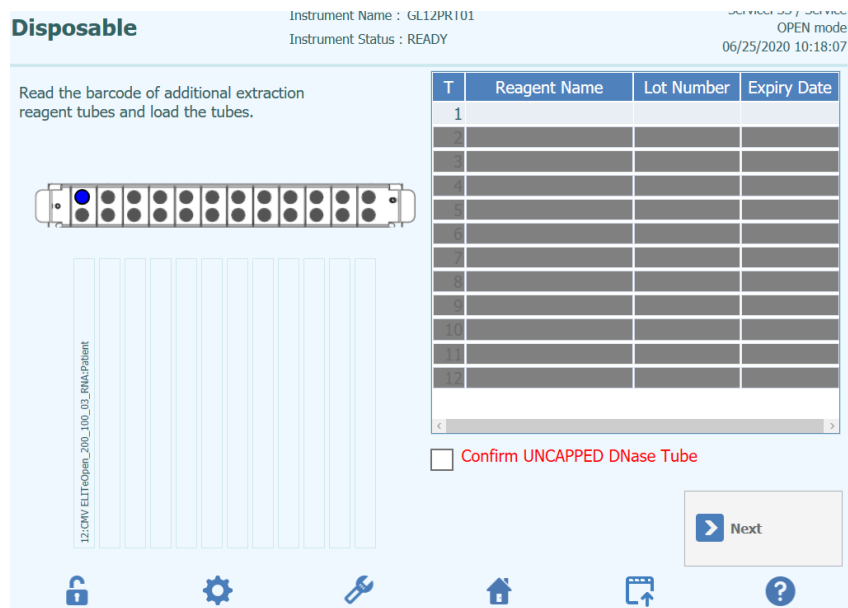 Disposable
Instrument Name : GL12PRT01
Instrument Status : READY
OPEN mode
06/25/2020 10:18:07
Read the barcode of additional extraction
reagent tubes and load the tubes.
T Reagent Name Lot Number Expiry Date
1
2
3
4
5
6
7
8
9
10
11
12
12:CMV ELITeOpen_200_100_03_RNA:Patient
Confirm UNCAPPED DNase Tube
Next